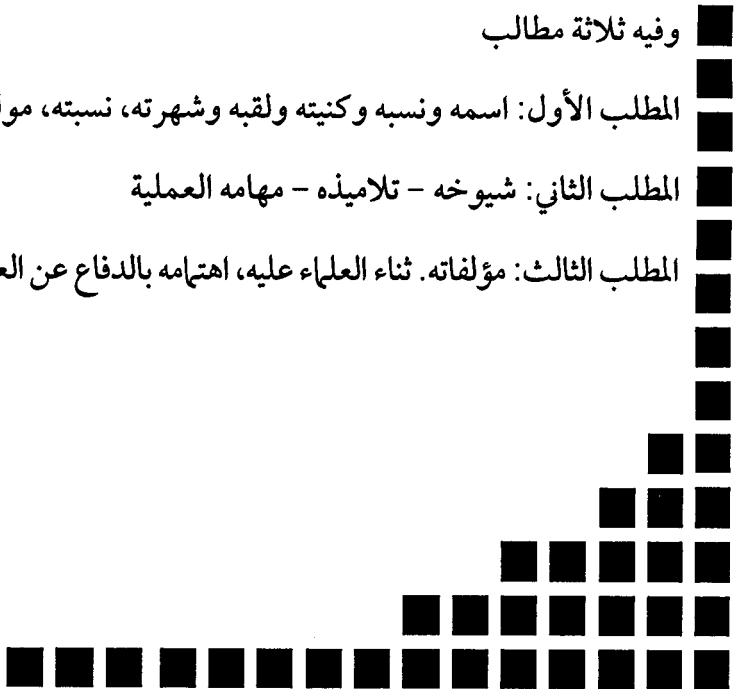 وفيه ثلاثة مطالب
المطلب الأول: اسمه ونسبه وكنيته ولقبه وشهرته، نسبته،
المطلب الثاني: شيوخه – تلاميذه – مهامه العملية
المطلب الثالث: مؤلفاته. ثناء العلماء عليه، اهتمامه بالدفاع عن